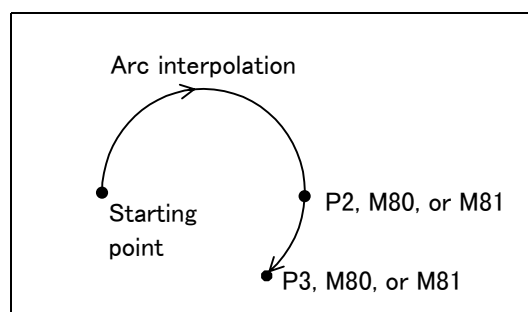 Arc interpolation
Starting
point
P2, M80, or M81
P3, M80, or M81